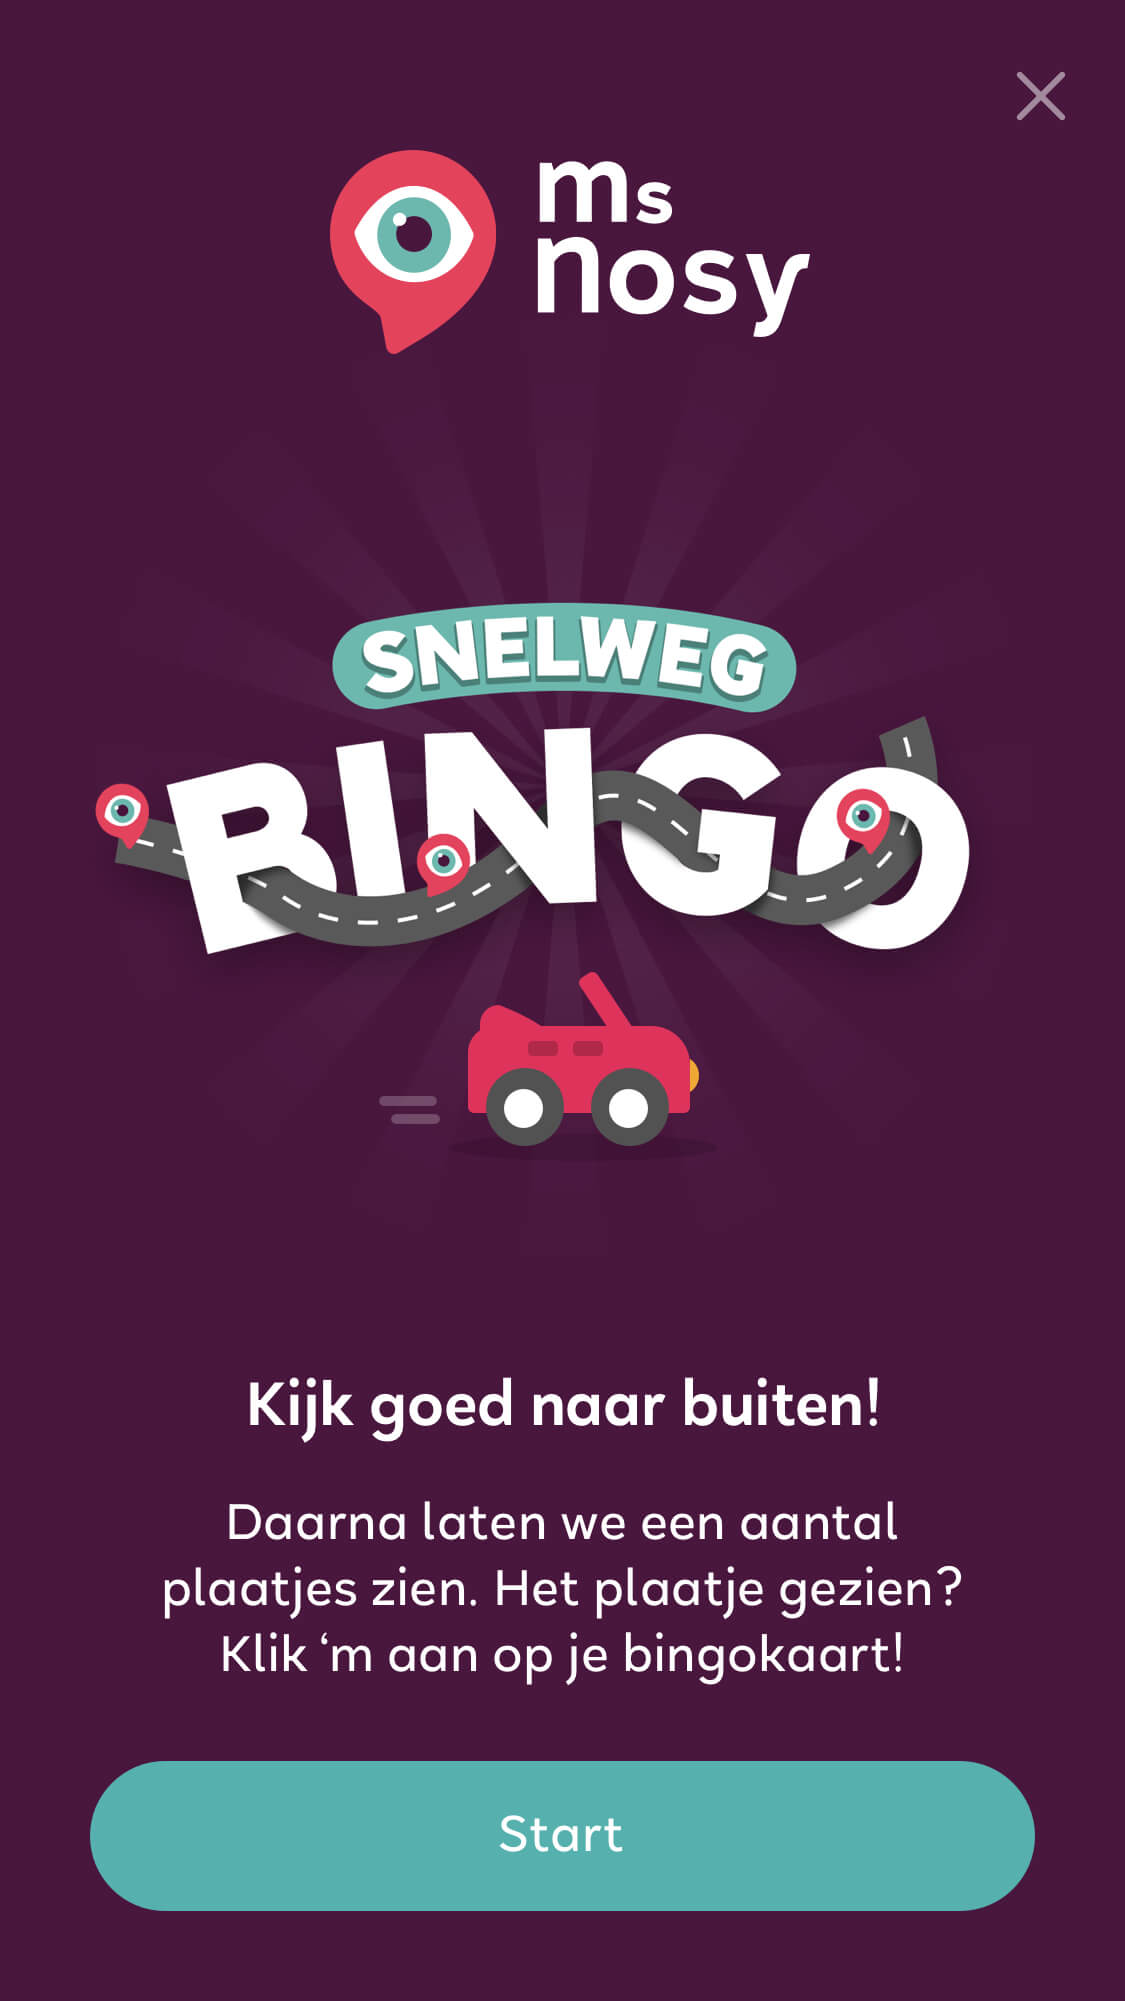 ms
nosy
SNELWEG
BINGO
Kijk goed naar buiten!
Daarna laten we een aantal
plaatjes zien. Het plaatje gezien?
Klik ‘m aan op je bingokaart!
Start